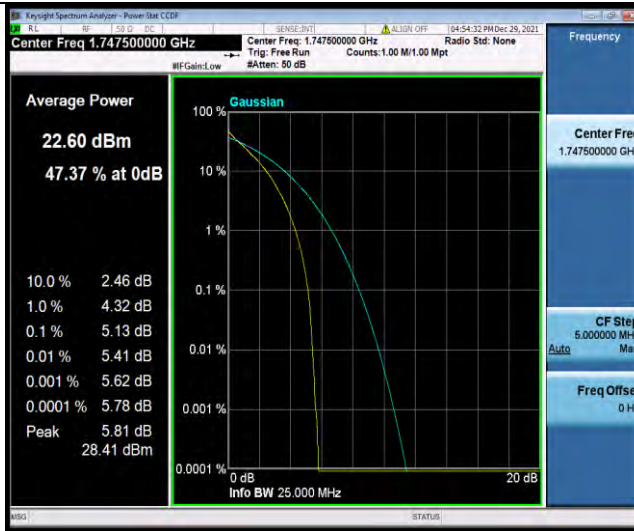 Keysight Spectrum Analyzer - Power Stat CCDF
RL RF 50 Ω DC SENSE:INT ALIGN OFF 04:54:32 PM Dec 29, 2021
Center Freq 1.747500000 GHz
Center Freq: 1.747500000 GHz Radio Std: None
Trig: Free Run Counts:1.00 M/1.00 Mpt
#IFGain:Low #Atten: 50 dB
Frequency
Average Power
22.60 dBm
47.37 % at 0dB
10.0 % 2.46 dB
1.0 % 4.32 dB
0.1 % 5.13 dB
0.01 % 5.41 dB
0.001 % 5.62 dB
0.0001 % 5.78 dB
Peak 5.81 dB
28.41 dBm
Gaussian
100 %
10 %
1 %
0.1 %
0.01 %
0.001 %
0.0001 %
0 dB 20 dB
Info BW 25.000 MHz
Center Fre
1.747500000 GH
CF Ste
5.000000 MH
Auto Ma
Freq Offse
0 H
MSG STATUS